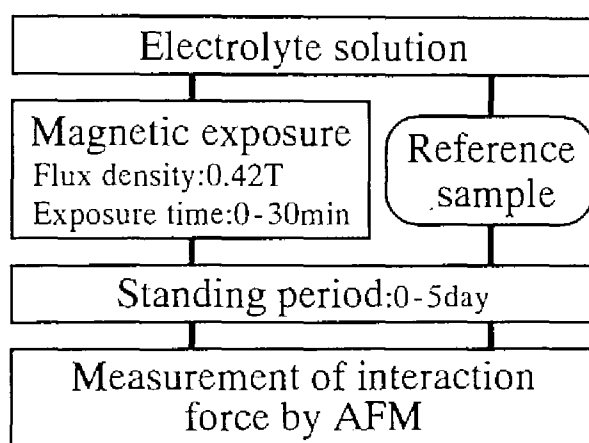 Electrolyte solution
Magnetic exposure
Flux density:0.42T
Exposure time:0-30min
Reference
sample
Standing period:0-5day
Measurement of interaction
force by AFM